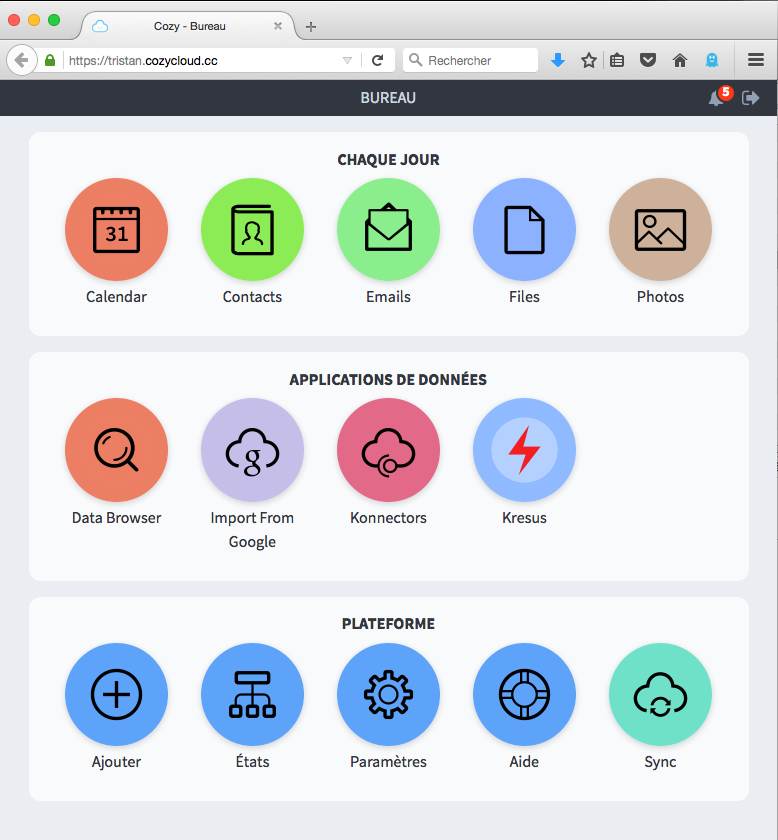 Cozy - Bureau
https://tristan.cozycloud.cc
Rechercher
BUREAU
5
CHAQUE JOUR
31
Calendar
Contacts
Emails
Files
Photos
APPLICATIONS DE DONNÉES
g
Data Browser
Import From
Google
Konnectors
Kresus
PLATEFORME
Ajouter
États
Paramètres
Aide
Sync